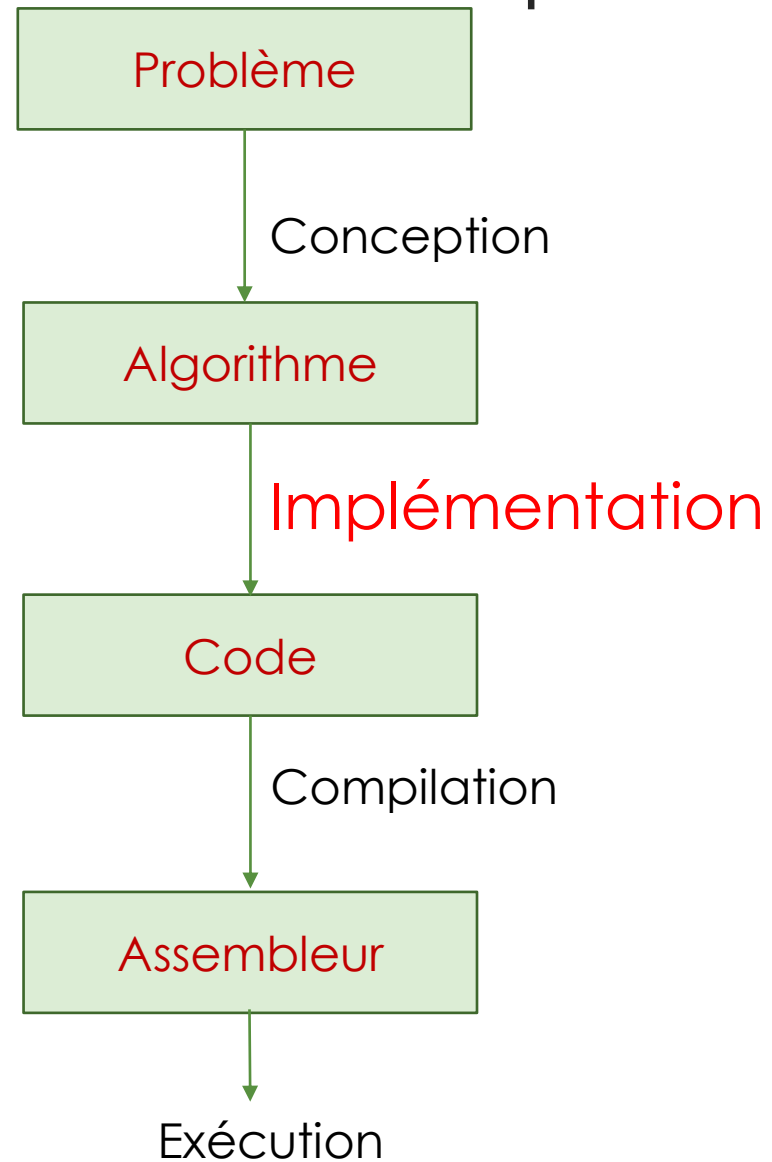 Problème
Conception
Algorithme
Implémentation
Code
Compilation
Assembleur
Exécution